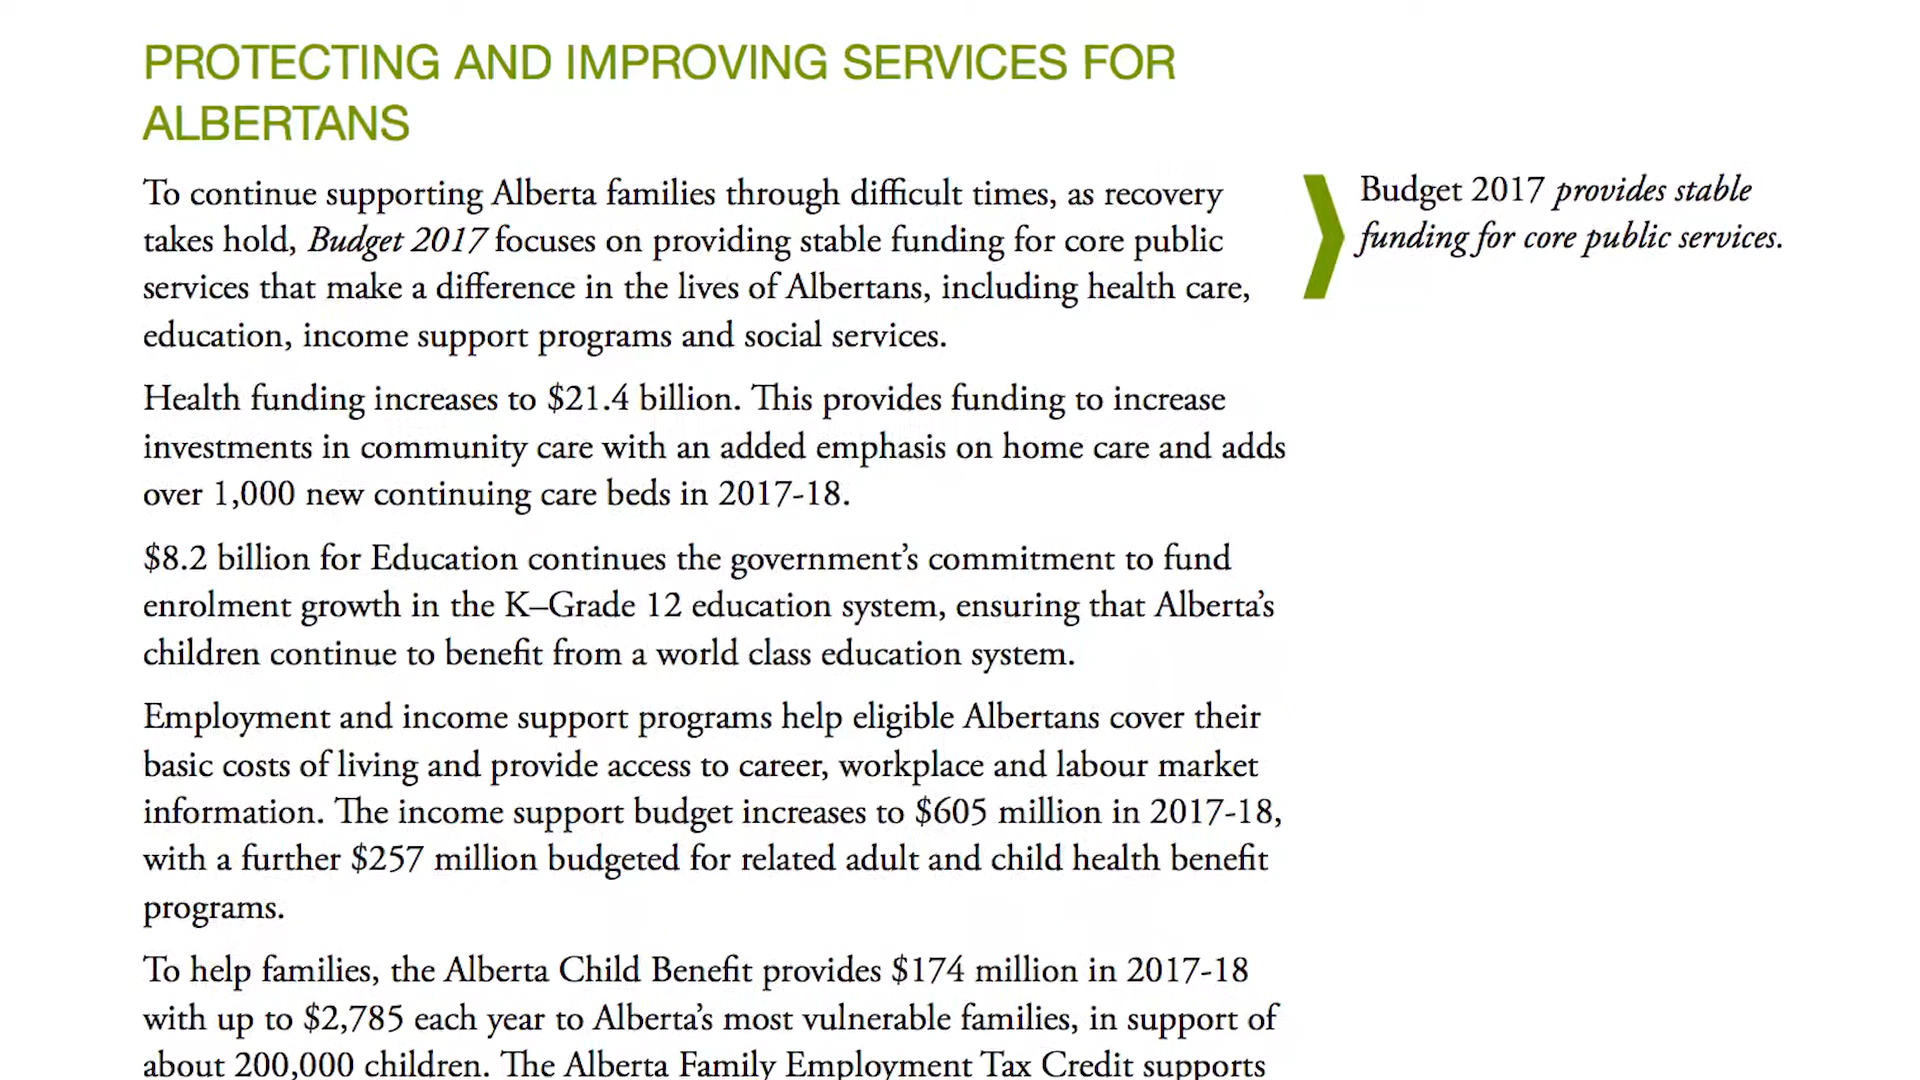 PROTECTING AND IMPROVING SERVICES FOR
ALBERTANS
To continue supporting Alberta families through difficult times, as recovery
takes hold, Budget 2017 focuses on providing stable funding for core public
services that make a difference in the lives of Albertans, including health care,
education, income support programs and social services.
Health funding increases to $21.4 billion. This provides funding to increase
investments in community care with an added emphasis on home care and adds
over 1,000 new continuing care beds in 2017-18.
$8.2 billion for Education continues the government’s commitment to fund
enrolment growth in the K–Grade 12 education system, ensuring that Alberta’s
children continue to benefit from a world class education system.
Employment and income support programs help eligible Albertans cover their
basic costs of living and provide access to career, workplace and labour market
information. The income support budget increases to $605 million in 2017-18,
with a further $257 million budgeted for related adult and child health benefit
programs.
To help families, the Alberta Child Benefit provides $174 million in 2017-18
with up to $2,785 each year to Alberta’s most vulnerable families, in support of
about 200,000 children. The Alberta Family Employment Tax Credit supports
Budget 2017 provides stable
funding for core public services.